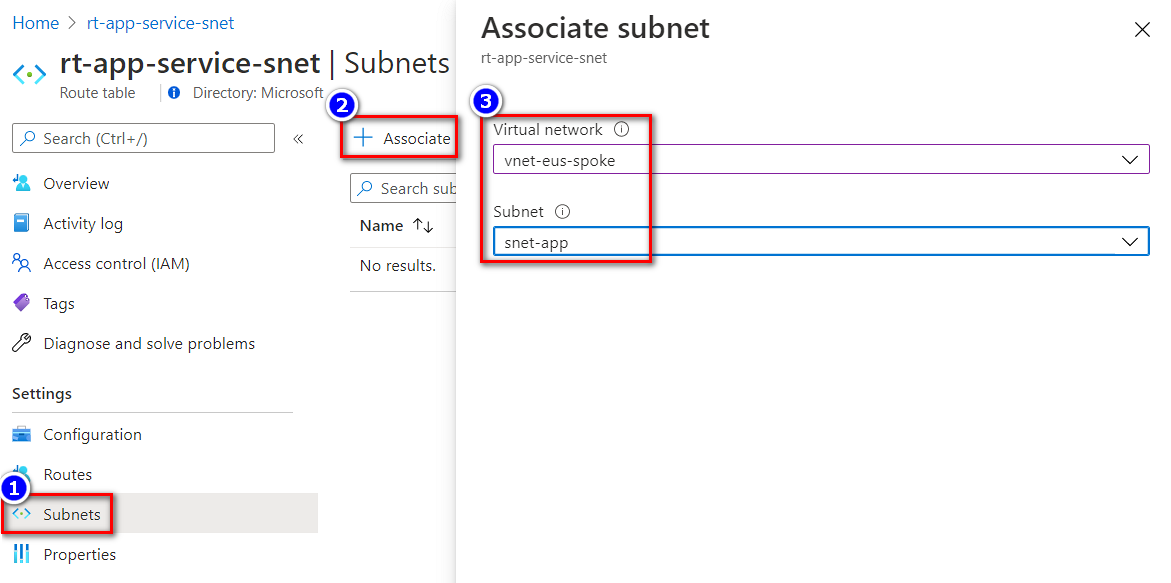 Home > rt-app-service-snet
rt-app-service-snet | Subnets
Route table
Directory: Microsoft
Search (Ctrl+/)
«
Overview
Activity log
Access control (IAM)
Tags
Diagnose and solve problems
Settings
Configuration
Routes
1
Subnets
Properties
2
+ Associate
Search sub
Name ↑↓
No results.
Associate subnet
rt-app-service-snet
3
Virtual network
vnet-eus-spoke
Subnet
snet-app